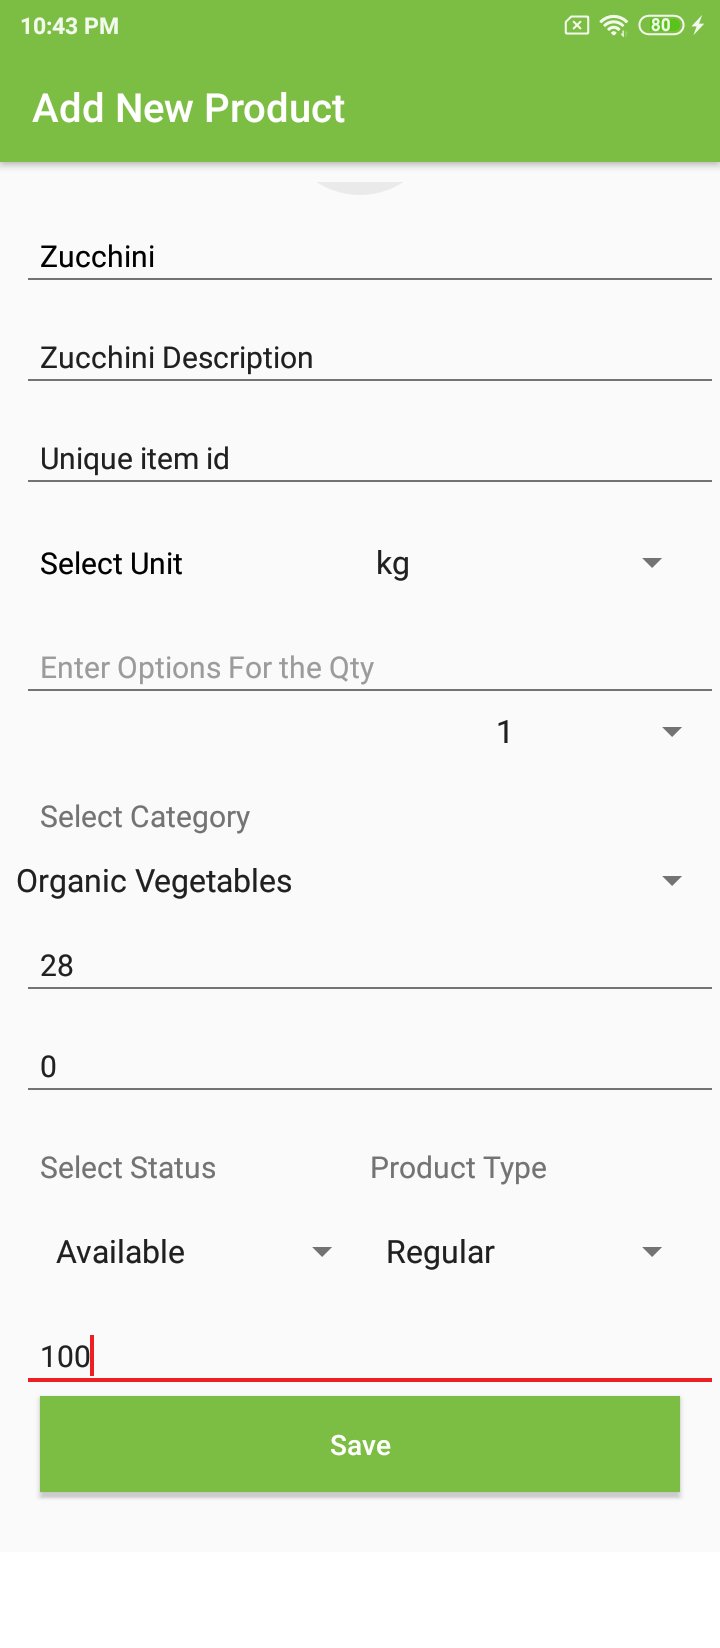 10:43 PM 80
Add New Product
Zucchini
Zucchini Description
Unique item id
Select Unit kg
Enter Options For the Qty
1
Select Category
Organic Vegetables
28
0
Select Status Product Type
Available Regular
100
Save